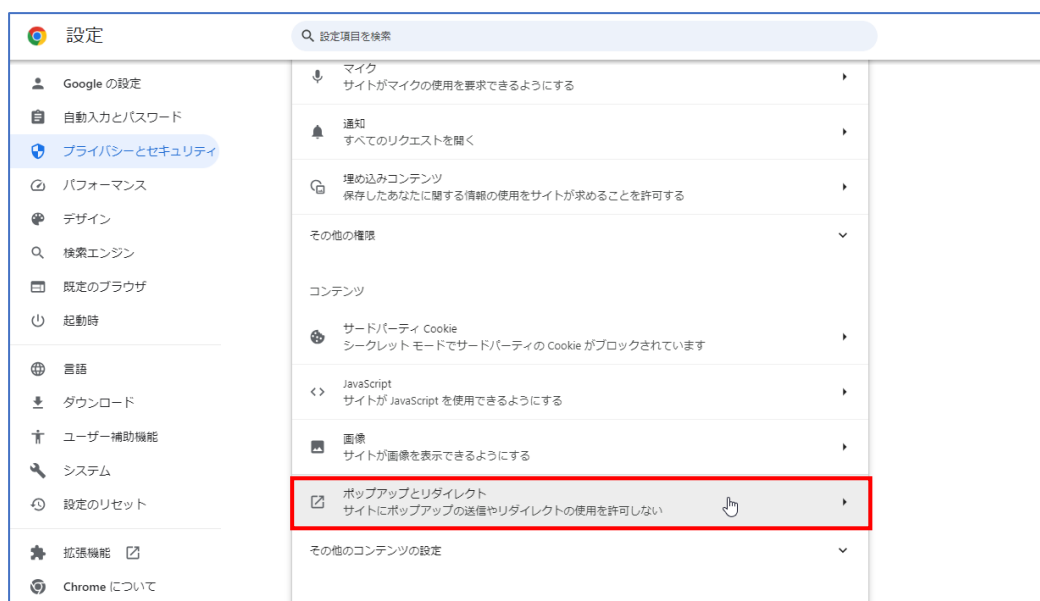 設定
設定項目を検索
Google の設定
自動入力とパスワード
プライバシーとセキュリティ
パフォーマンス
デザイン
検索エンジン
既定のブラウザ
起動時
言語
ダウンロード
ユーザー補助機能
システム
設定のリセット
拡張機能
Chrome について
マイク
サイトがマイクの使用を要求できるようにする
通知
すべてのリクエストを開く
埋め込みコンテンツ
保存したあなたに関する情報の使用をサイトが求めることを許可する
その他の権限
コンテンツ
サードパーティ Cookie
シークレット モードでサードパーティの Cookie がブロックされています
JavaScript
サイトが JavaScript を使用できるようにする
画像
サイトが画像を表示できるようにする
ポップアップとリダイレクト
サイトにポップアップの送信やリダイレクトの使用を許可しない
その他のコンテンツの設定